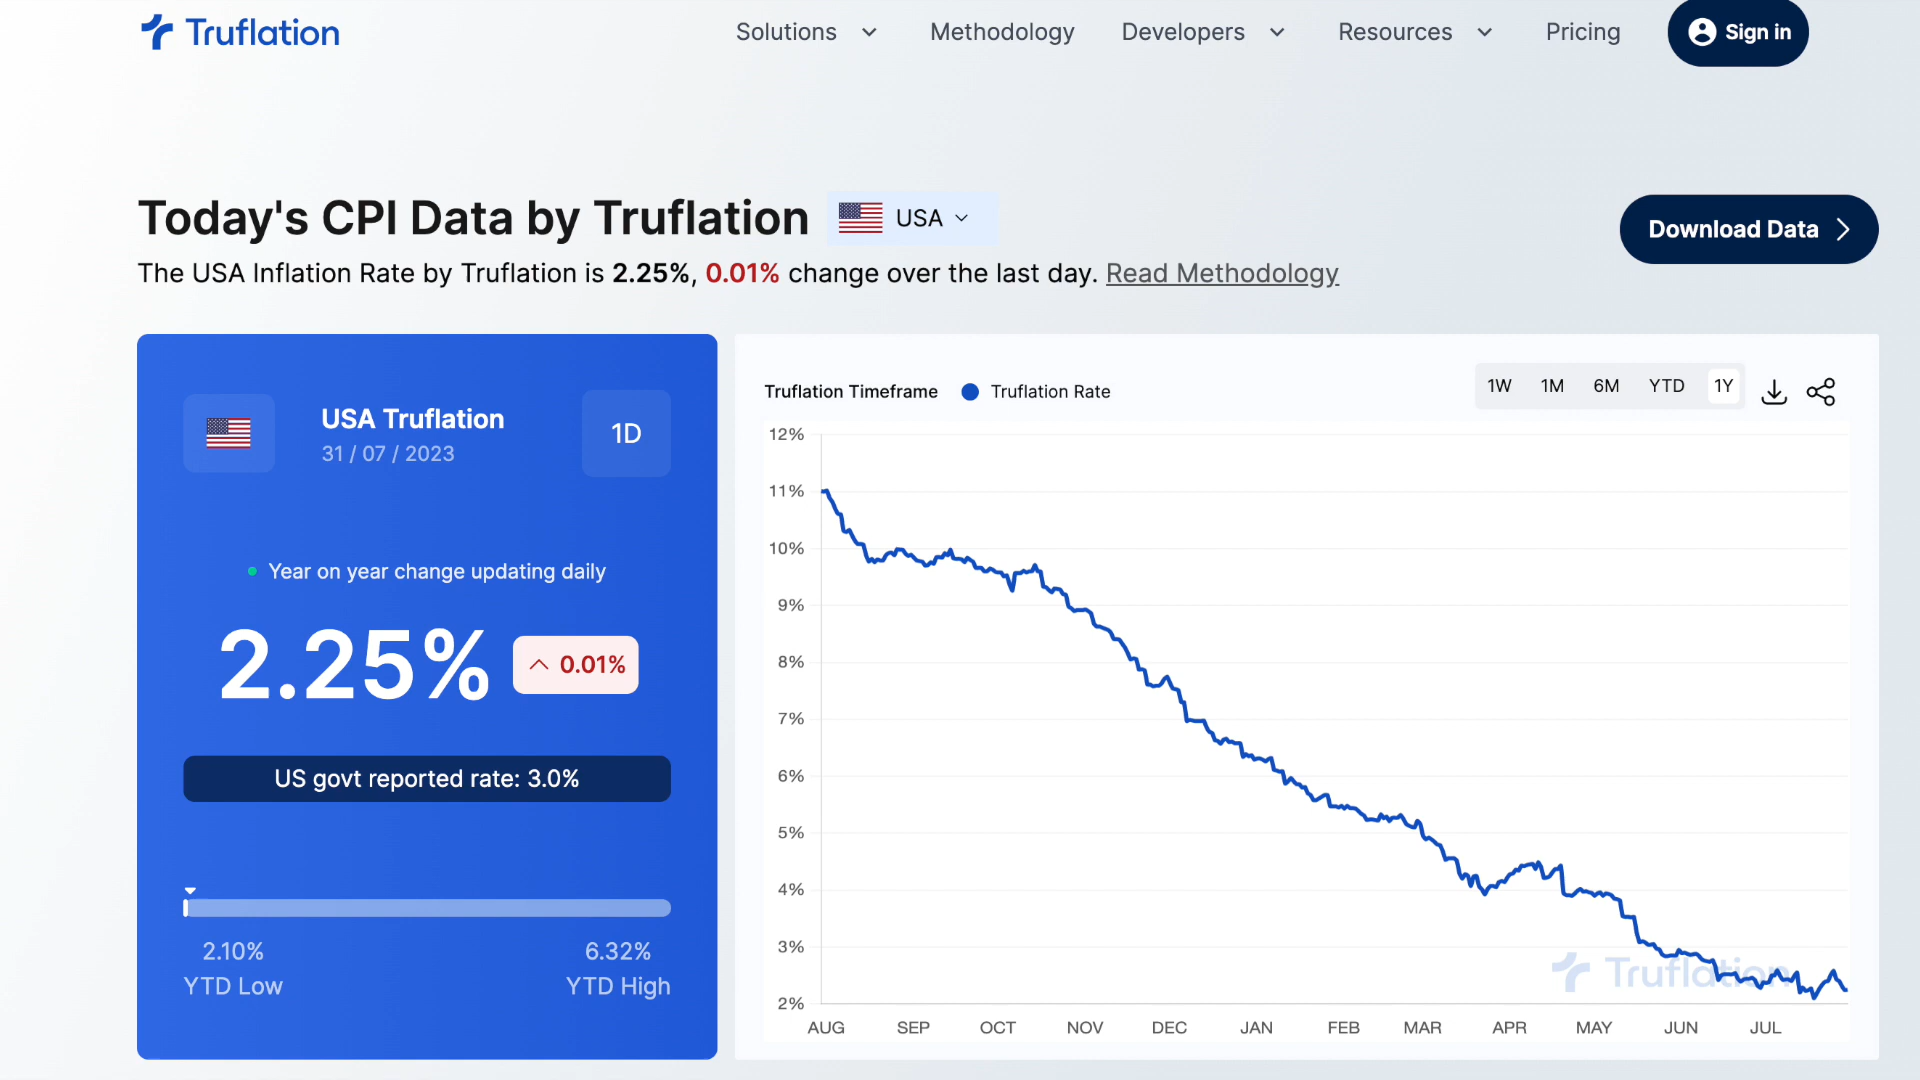 Truflation
Solutions Methodology Developers Resources Pricing Sign in
Today's CPI Data by Truflation USA
Download Data
The USA Inflation Rate by Truflation is 2.25%, 0.01% change over the last day. Read Methodology
USA Truflation
31 / 07 / 2023
1D
Year on year change updating daily
2.25% 0.01%
US govt reported rate: 3.0%
2.10% 6.32%
YTD Low YTD High
Truflation Timeframe Truflation Rate
1W 1M 6M YTD 1Y
12%
11%
10%
9%
8%
7%
6%
5%
4%
3%
2%
Truflation
AUG SEP OCT NOV DEC JAN FEB MAR APR MAY JUN JUL